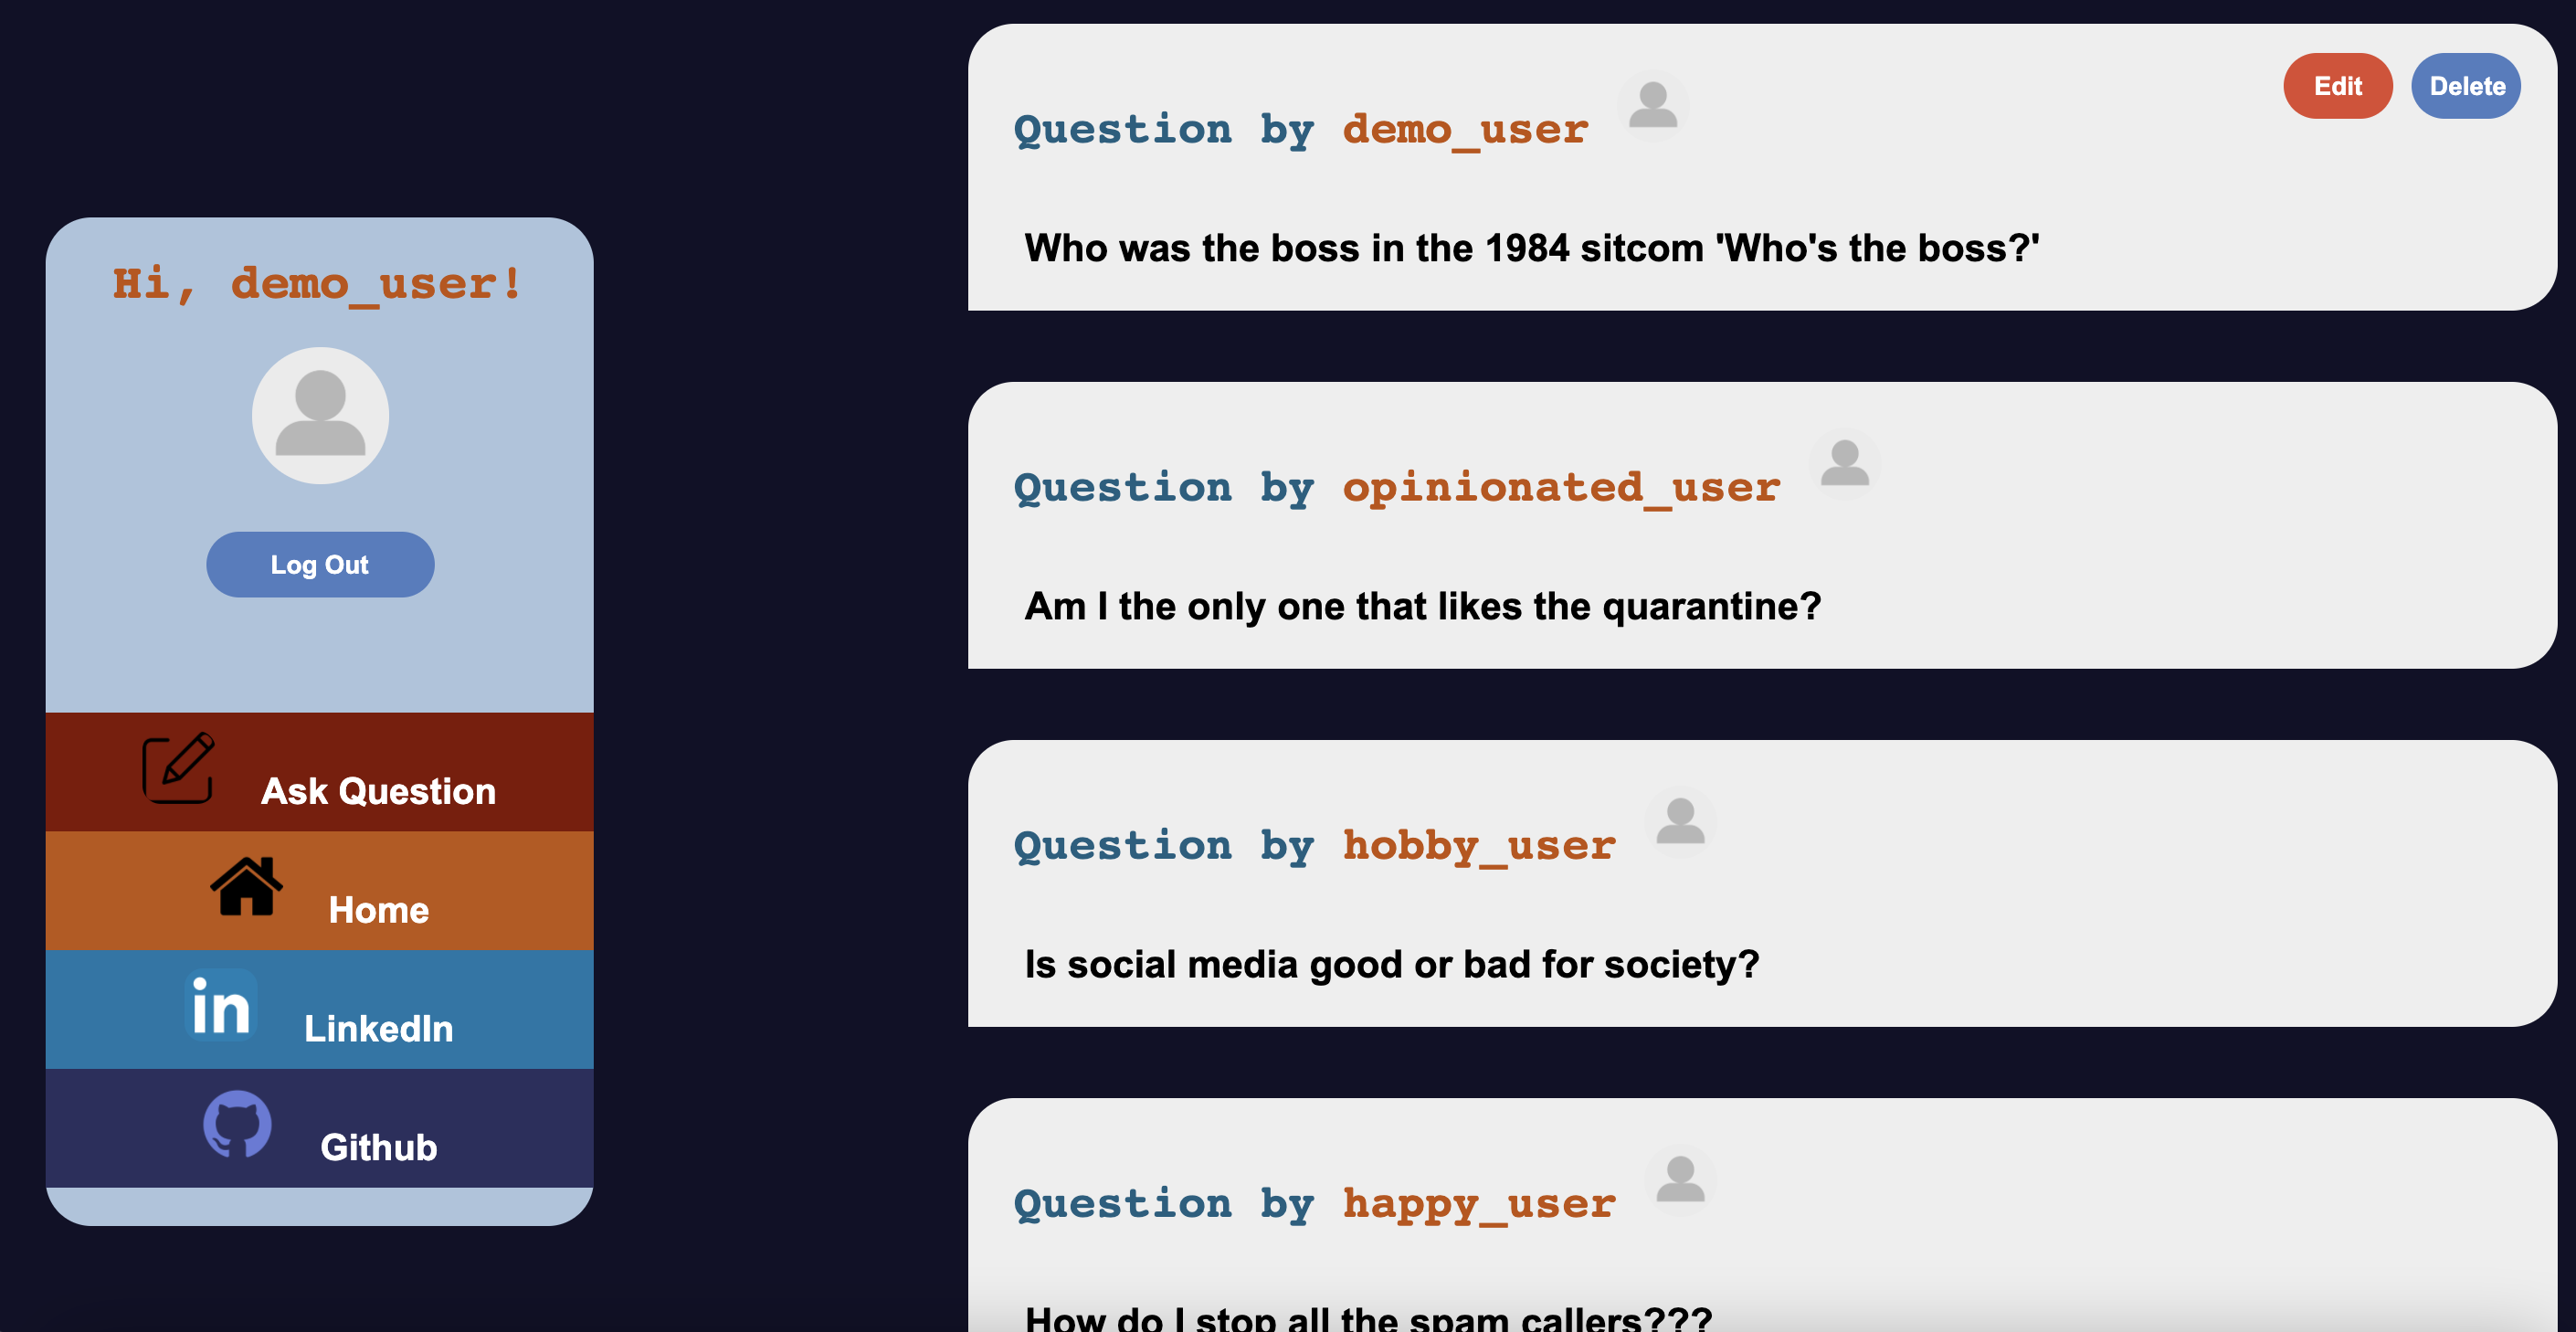 Hi, demo_user!
Log Out
Ask Question
Home
in
LinkedIn
Github
Edit
Delete
Question by demo_user
Who was the boss in the 1984 sitcom 'Who's the boss?'
Question by opinionated_user
Am I the only one that likes the quarantine?
Question by hobby_user
Is social media good or bad for society?
Question by happy_user
How do I stop all the spam callers???